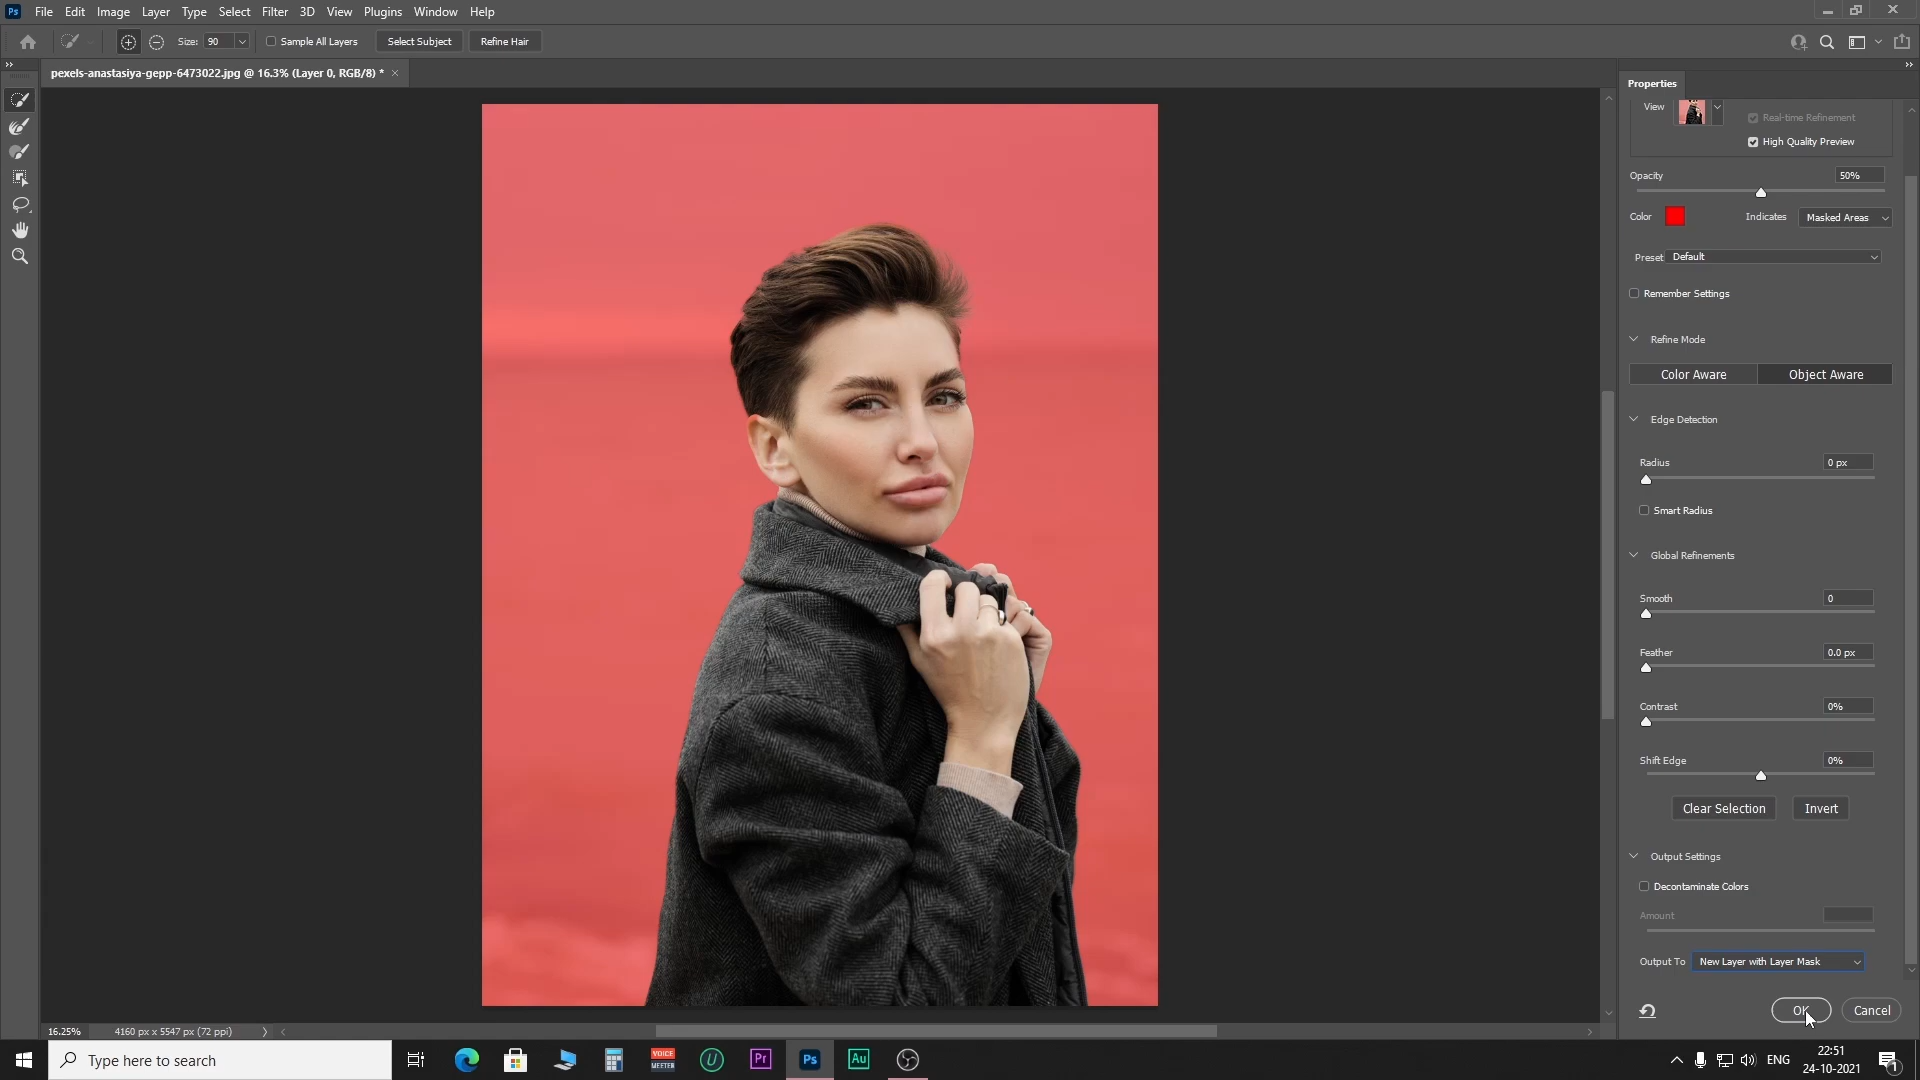 Ps File Edit Image Layer Type Select Filter 3D View Plugins Window Help
Size: 90 Sample All Layers Select Subject Refine Hair
pexels-anastasiya-gepp-6473022.jpg @ 16.3% (Layer 0, RGB/8) *
Properties
View
Real-time Refinement
High Quality Preview
Opacity 50%
Color Indicates Masked Areas
Preset Default
Remember Settings
Refine Mode
Color Aware Object Aware
Edge Detection
Radius 0 px
Smart Radius
Global Refinements
Smooth 0
Feather 0.0 px
Contrast 0%
Shift Edge 0%
Clear Selection Invert
Output Settings
Decontaminate Colors
Amount
Output To New Layer with Layer Mask
OK Cancel
16.25% 4160 px x 5547 px (72 ppi)
Type here to search
VOICE
MEETER
U Pr Ps Au
ENG
22:51
24-10-2021
1